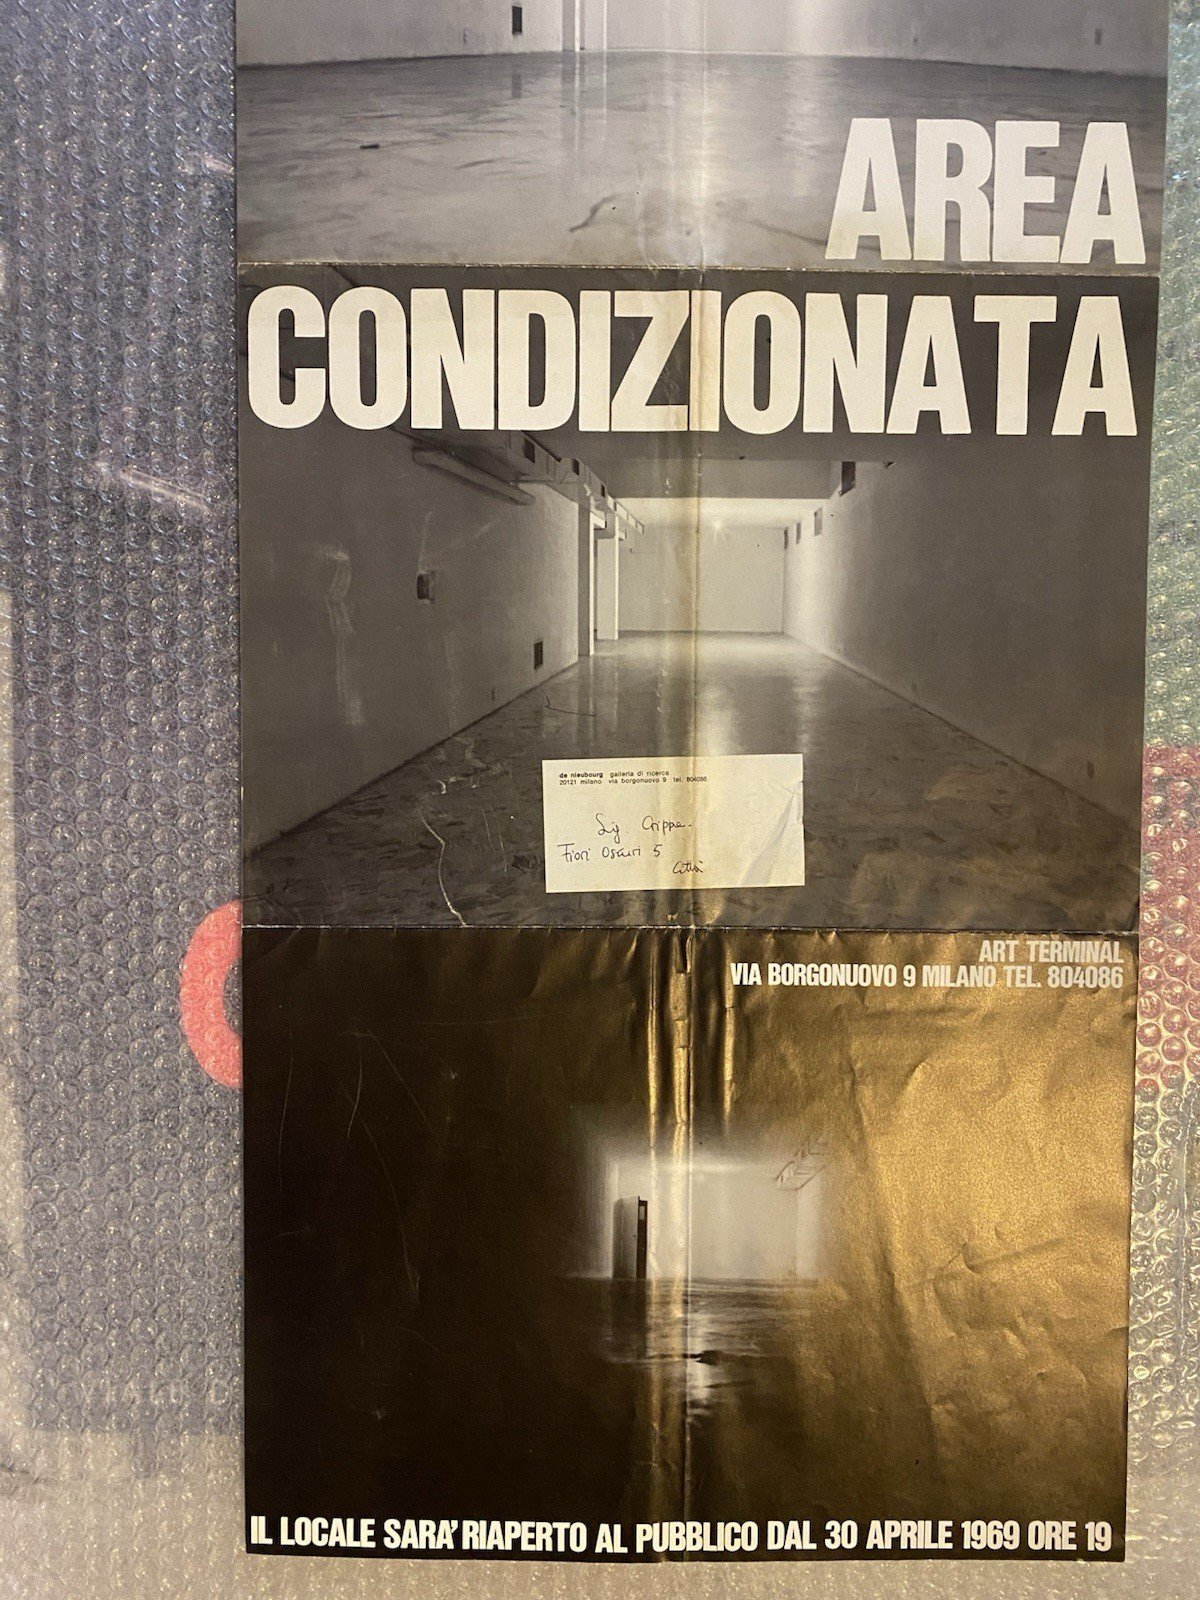 AREA
CONDIZIONATA
de nieubourg galleria di ricerca
20121 milano via borgonuovo 9 tel. 804086
Sig. Crippa
Fiori Oscuri 5
Città
ART TERMINAL
VIA BORGONUOVO 9 MILANO TEL. 804086
IL LOCALE SARA' RIAPERTO AL PUBBLICO DAL 30 APRILE 1969 ORE 19